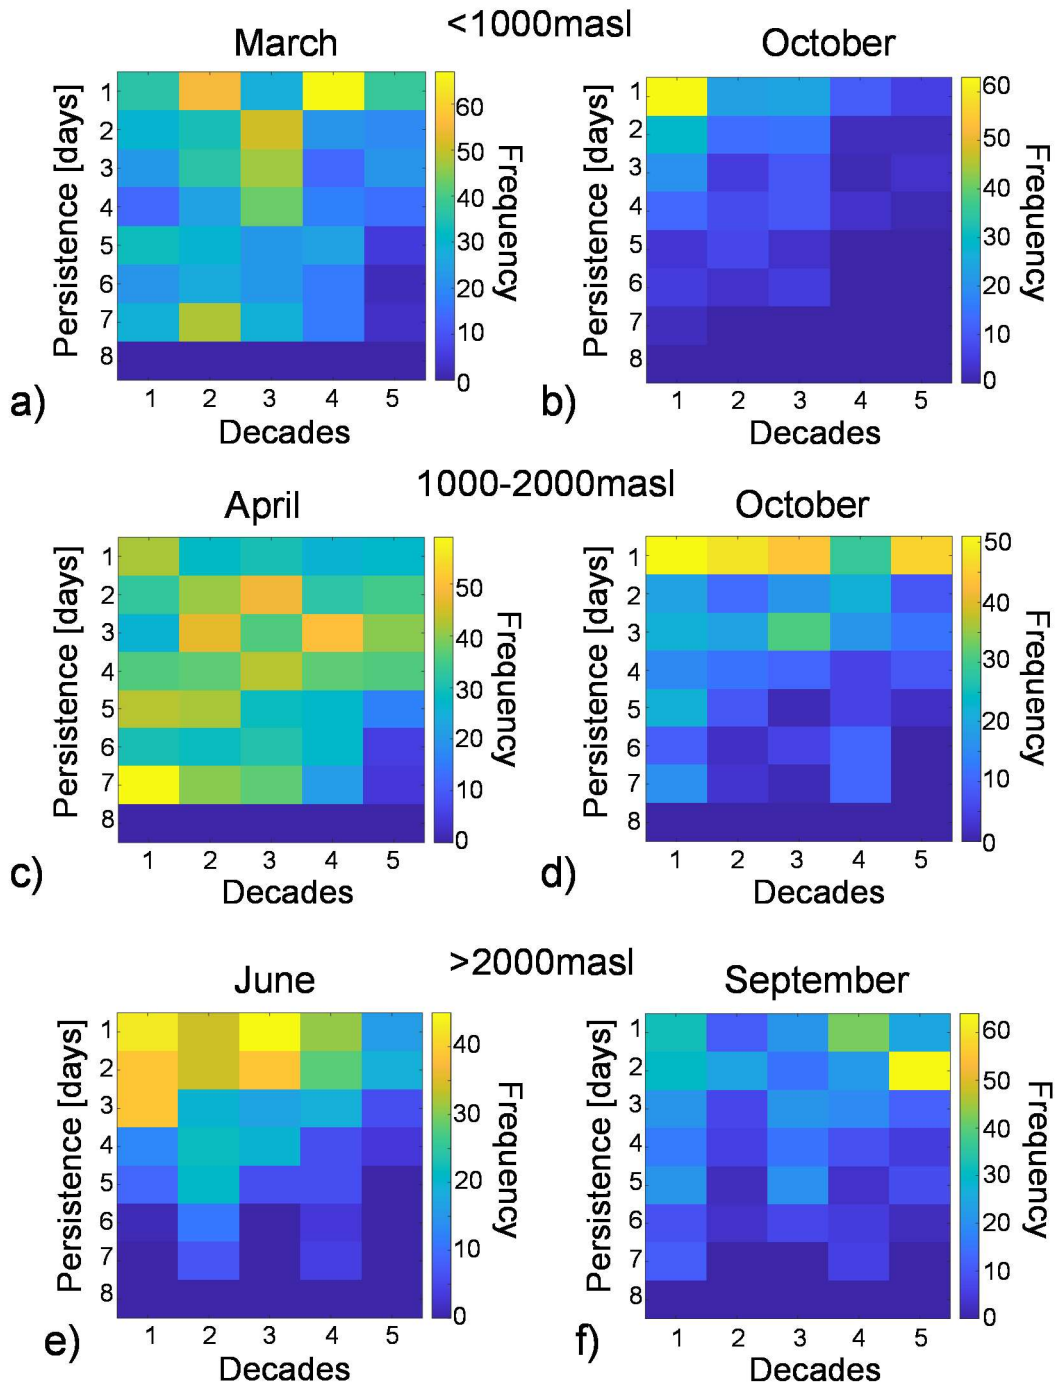 <1000masl
March
October
Persistence [days]
1
2
3
4
5
6
7
8
1 2 3 4 5
Decades
60
50
40
30
20
10
0
Frequency
a)
Persistence [days]
1
2
3
4
5
6
7
8
1 2 3 4 5
Decades
60
50
40
30
20
10
0
Frequency
b)
1000-2000masl
April
October
Persistence [days]
1
2
3
4
5
6
7
8
1 2 3 4 5
Decades
50
40
30
20
10
0
Frequency
c)
Persistence [days]
1
2
3
4
5
6
7
8
1 2 3 4 5
Decades
50
40
30
20
10
0
Frequency
d)
>2000masl
June
September
Persistence [days]
1
2
3
4
5
6
7
8
1 2 3 4 5
Decades
40
30
20
10
0
Frequency
e)
Persistence [days]
1
2
3
4
5
6
7
8
1 2 3 4 5
Decades
60
50
40
30
20
10
0
Frequency
f)